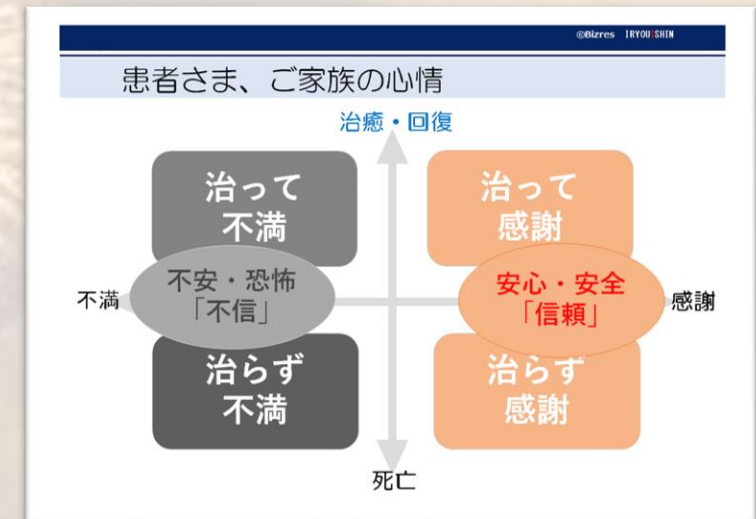 ©Bizres IRYOUISHIN
患者さま、ご家族の心情
治癒・回復
治って
不満
治って
感謝
不満
不安・恐怖
「不信」
安心・安全
「信頼」
感謝
治らず
不満
治らず
感謝
死亡